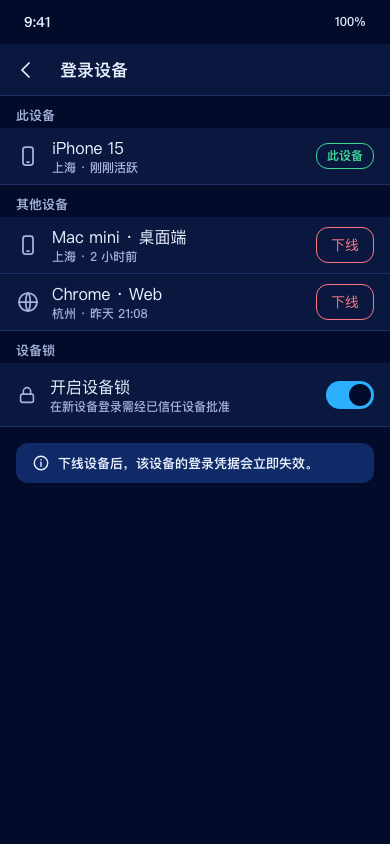 9:41
100%
登录设备
此设备
iPhone 15
上海 · 刚刚活跃
此设备
其他设备
Mac mini · 桌面端
上海 · 2 小时前
下线
Chrome · Web
杭州 · 昨天 21:08
下线
设备锁
开启设备锁
在新设备登录需经已信任设备批准
下线设备后，该设备的登录凭据会立即失效。